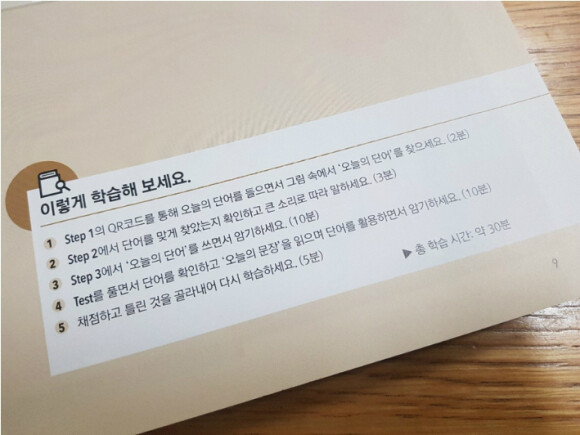 이렇게 학습해 보세요.
1 Step 1의 QR코드를 통해 오늘의 단어를 들으면서 그림 속에서 '오늘의 단어'를 찾으세요. (2분)
2 Step 2에서 단어를 맞게 찾았는지 확인하고 큰 소리로 따라 말하세요. (3분)
3 Step 3에서 '오늘의 단어'를 쓰면서 암기하세요. (10분)
4 Test를 풀면서 단어를 확인하고 '오늘의 문장'을 읽으며 단어를 활용하면서 암기하세요. (10분)
5 채점하고 틀린 것을 골라내어 다시 학습하세요. (5분)
▶ 총 학습 시간: 약 30분
9